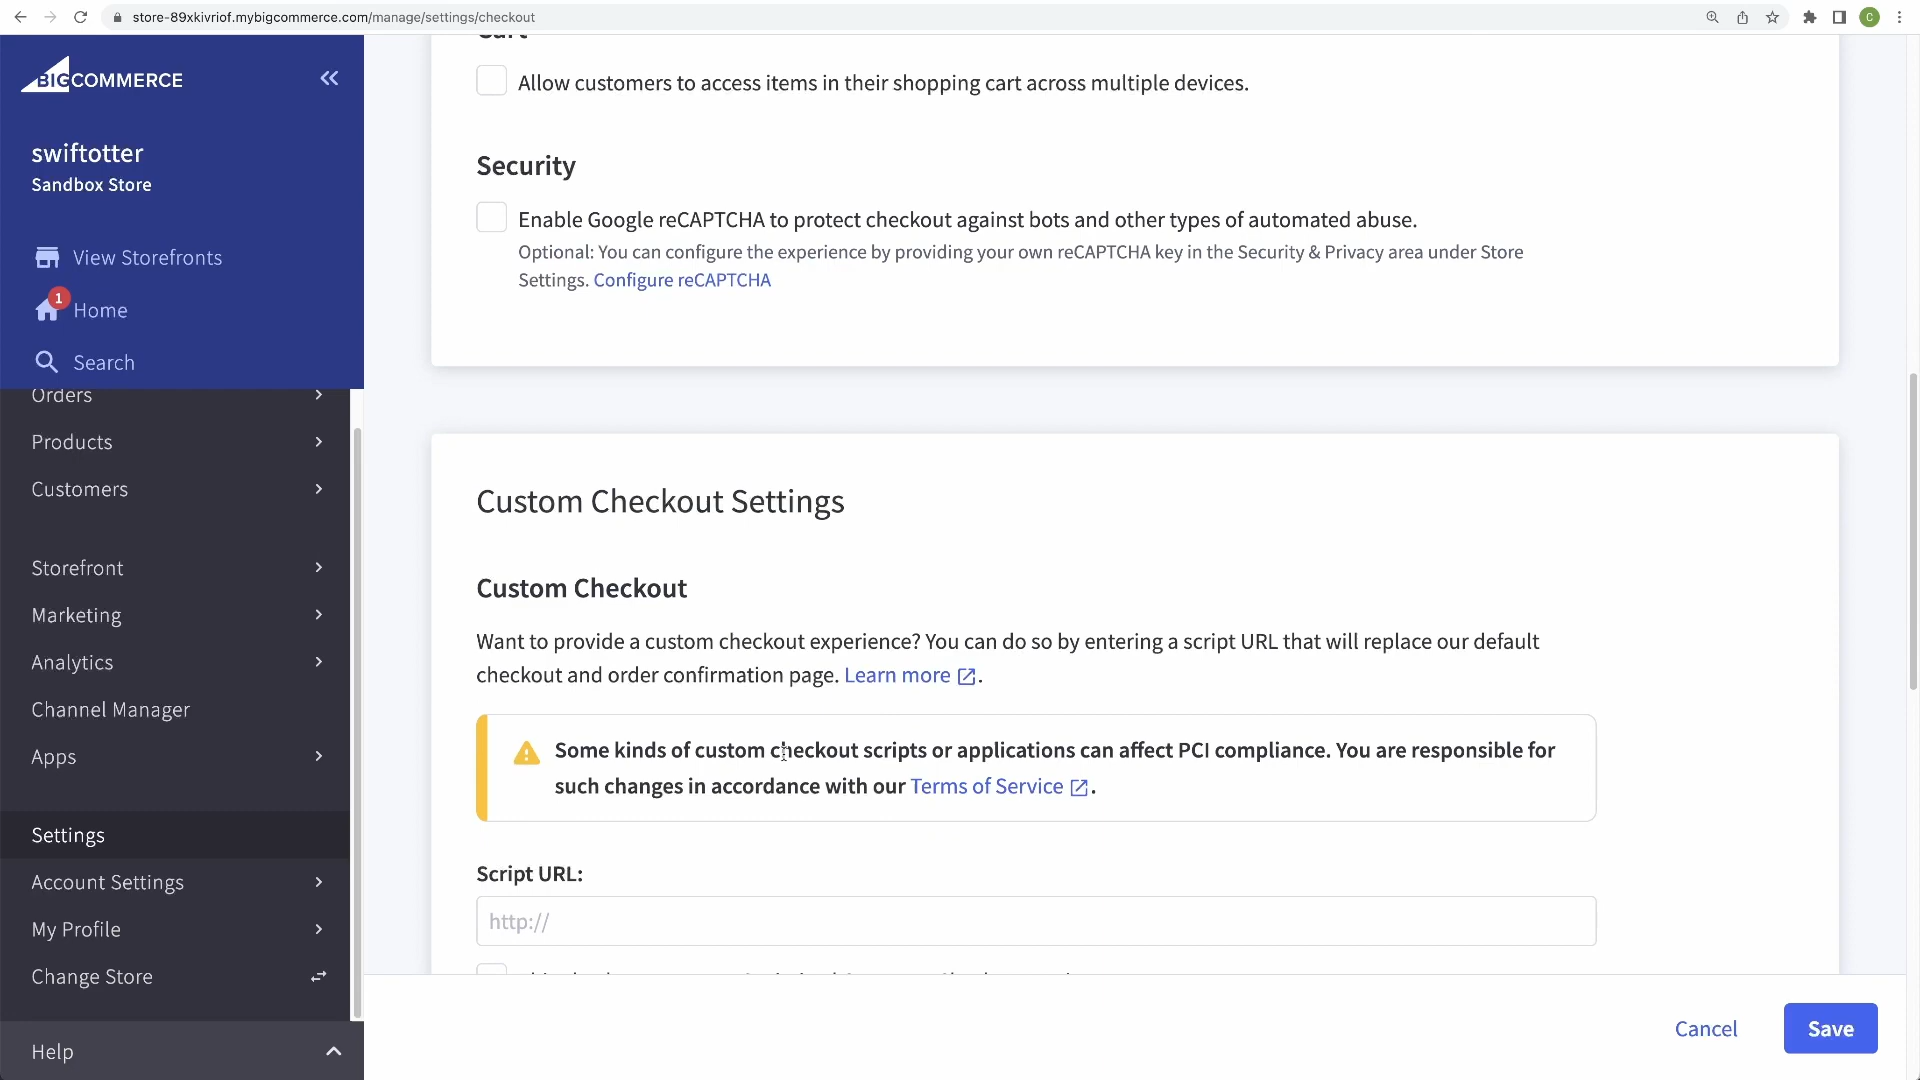 store-89xkivriof.mybigcommerce.com/manage/settings/checkout
C
BIGCOMMERCE
swiftotter
Sandbox Store
View Storefronts
1
Home
Search
Orders
Products
Customers
Storefront
Marketing
Analytics
Channel Manager
Apps
Settings
Account Settings
My Profile
Change Store
Help
Cart
Allow customers to access items in their shopping cart across multiple devices.
Security
Enable Google reCAPTCHA to protect checkout against bots and other types of automated abuse.
Optional: You can configure the experience by providing your own reCAPTCHA key in the Security & Privacy area under Store
Settings. Configure reCAPTCHA
Custom Checkout Settings
Custom Checkout
Want to provide a custom checkout experience? You can do so by entering a script URL that will replace our default
checkout and order confirmation page. Learn more .
Some kinds of custom checkout scripts or applications can affect PCI compliance. You are responsible for
such changes in accordance with our Terms of Service .
Script URL:
http://
Cancel
Save